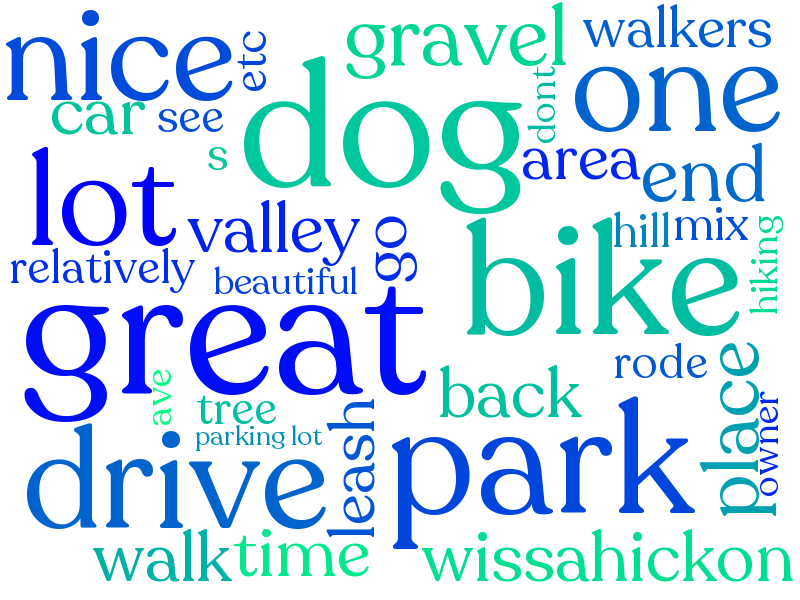 nice
etc
gravel
walkers
car
see
dog
dont
one
s
area
end
lot
valley
go
bike
hill
mix
hiking
relatively
beautiful
great
ave
tree
back
rode
place
owner
parking lot
leash
drive
park
walk
time
wissahickon